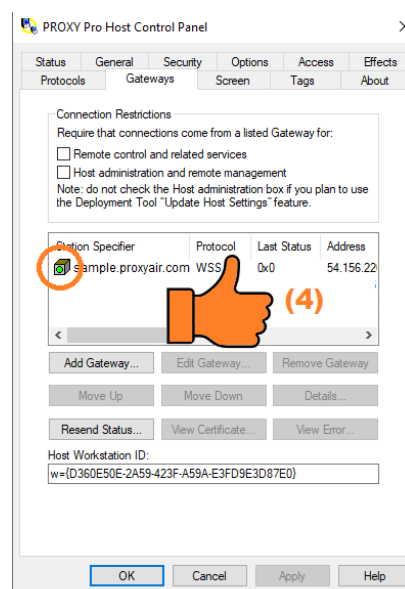 PROXY Pro Host Control Panel
Status General Security Options Access Effects
Protocols Gateways Screen Tags About
Connection Restrictions
Require that connections come from a listed Gateway for:
Remote control and related services
Host administration and remote management
Note: do not check the Host administration box if you plan to use
the Deployment Tool "Update Host Settings" feature.
Station Specifier Protocol Last Status Address
sample.proxyair.com WSS 0x0 54.156.22
(4)
Add Gateway... Edit Gateway... Remove Gateway
Move Up Move Down Details...
Resend Status... View Certificate... View Error...
Host Workstation ID:
w={D360E50E-2A59-423F-A59A-E3FD9E3D87E0}
OK Cancel Apply Help